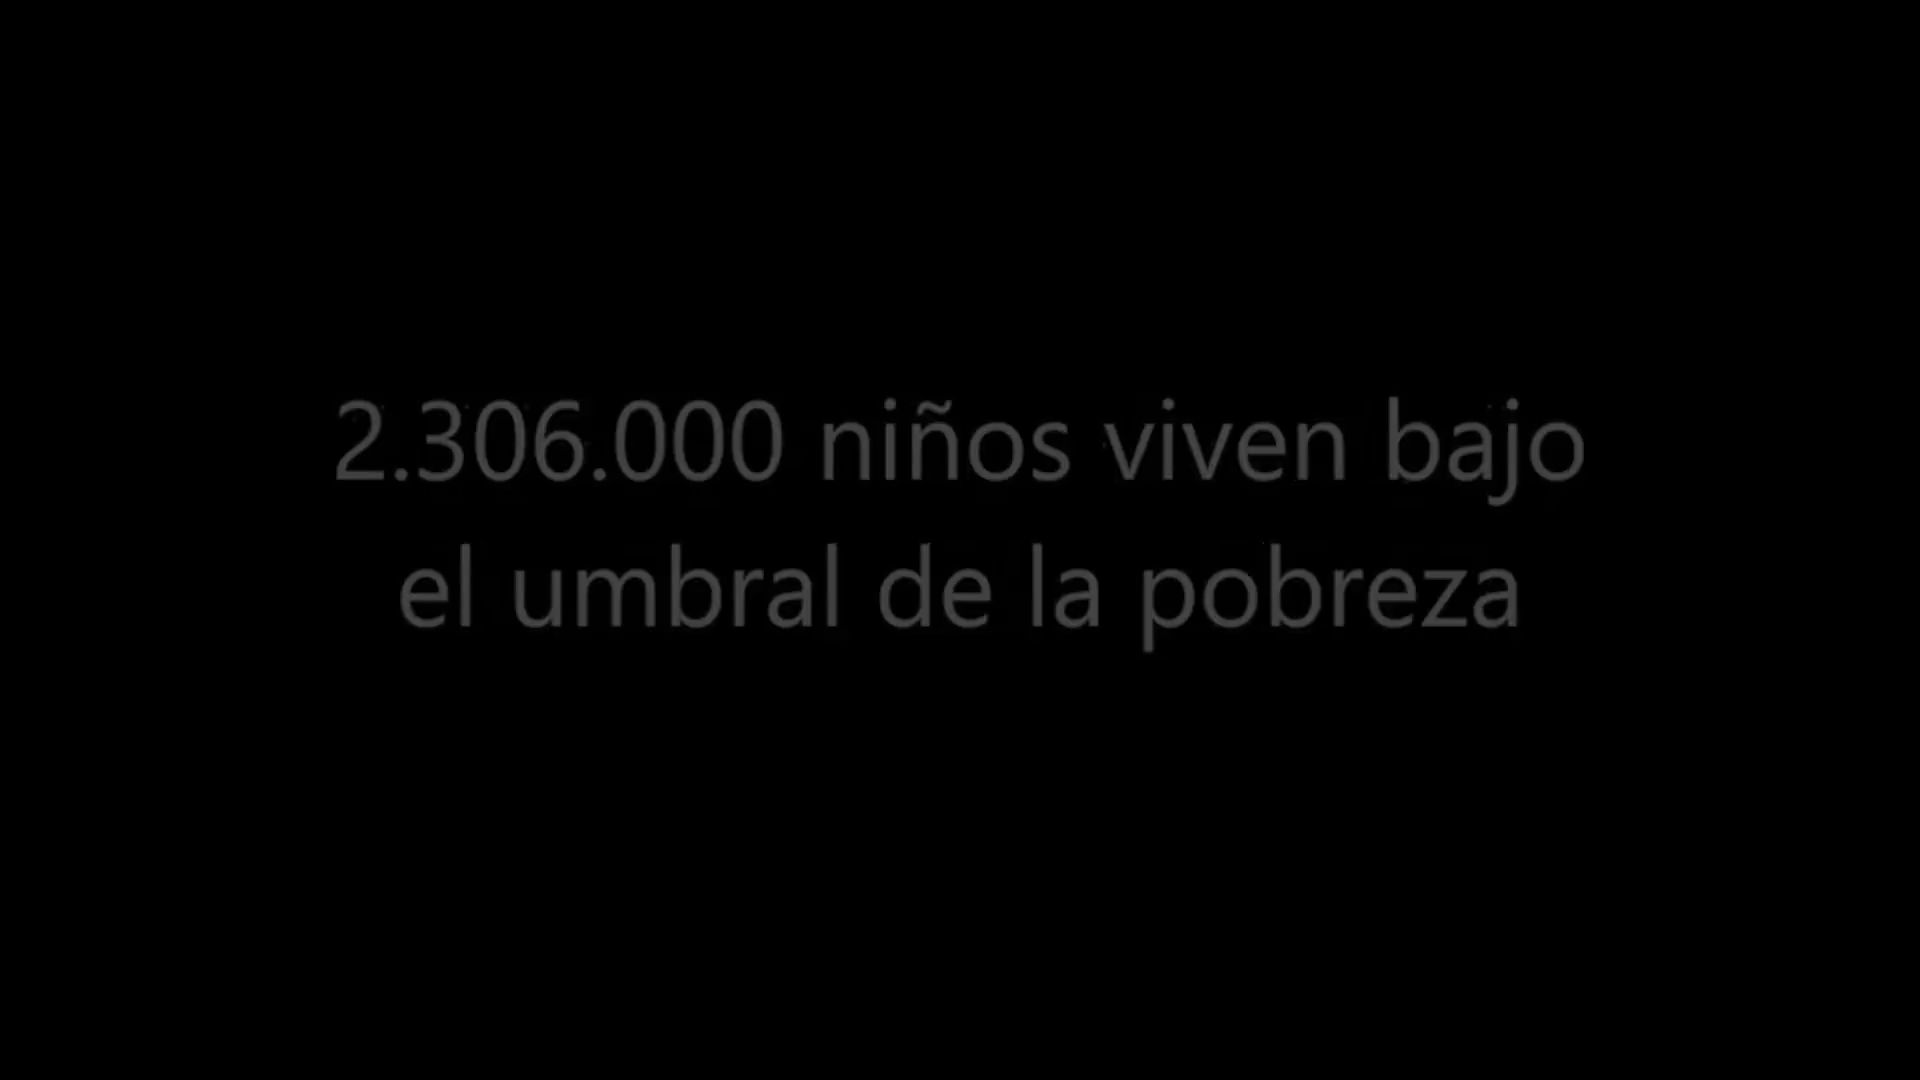 2.306.000 niños viven bajo
el umbral de la pobreza